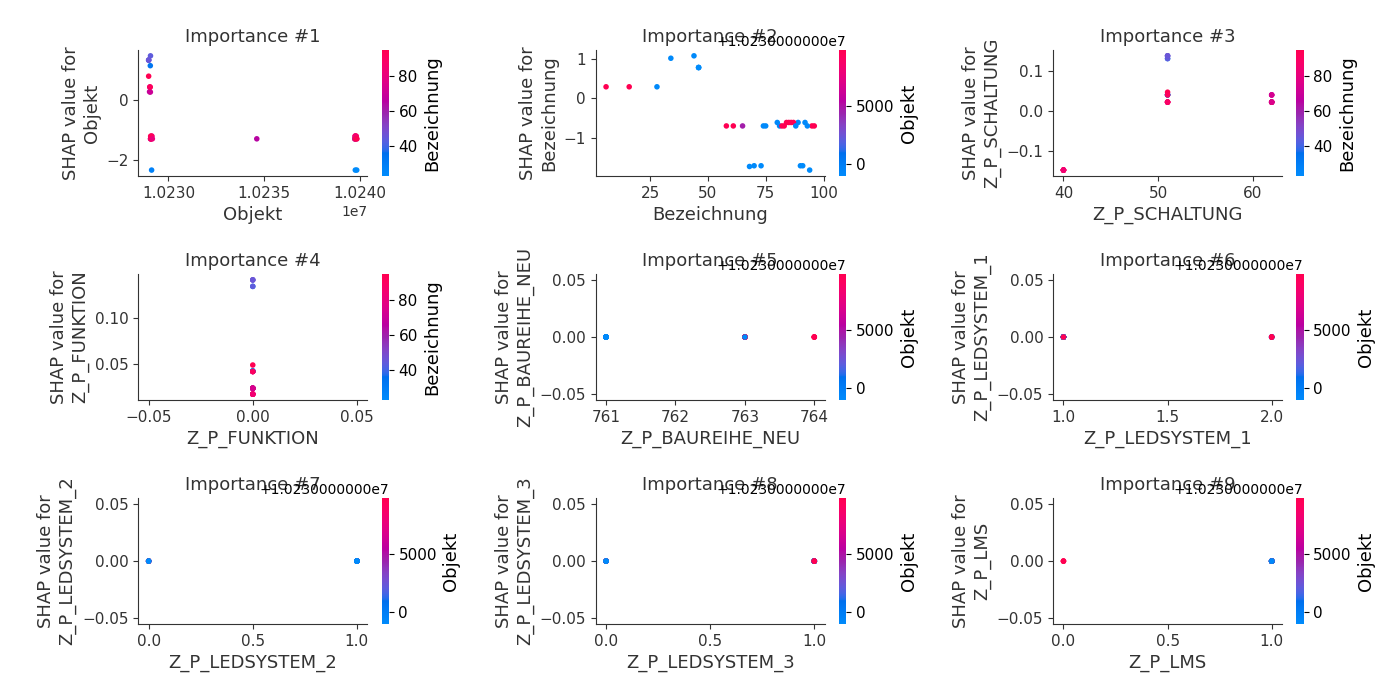 Importance #1
SHAP value for
Objekt
0
−2
1.0230
1.0235
1.0240
1e7
Objekt
80
60
40
Bezeichnung
Importance #2
+1.0230000000e7
SHAP value for
Bezeichnung
1
0
−1
25
50
75
100
Bezeichnung
5000
0
Objekt
Importance #3
SHAP value for
Z_P_SCHALTUNG
0.1
0.0
−0.1
40
50
60
Z_P_SCHALTUNG
80
60
40
Bezeichnung
Importance #4
SHAP value for
Z_P_FUNKTION
0.10
0.05
−0.05
0.00
0.05
Z_P_FUNKTION
80
60
40
Bezeichnung
Importance #5
+1.0230000000e7
SHAP value for
Z_P_BAUREIHE_NEU
0.05
0.00
−0.05
761
762
763
764
Z_P_BAUREIHE_NEU
5000
0
Objekt
Importance #6
+1.0230000000e7
SHAP value for
Z_P_LEDSYSTEM_1
0.05
0.00
−0.05
1.0
1.5
2.0
Z_P_LEDSYSTEM_1
5000
0
Objekt
Importance #7
+1.0230000000e7
SHAP value for
Z_P_LEDSYSTEM_2
0.05
0.00
−0.05
0.0
0.5
1.0
Z_P_LEDSYSTEM_2
5000
0
Objekt
Importance #8
+1.0230000000e7
SHAP value for
Z_P_LEDSYSTEM_3
0.05
0.00
−0.05
0.0
0.5
1.0
Z_P_LEDSYSTEM_3
5000
0
Objekt
Importance #9
+1.0230000000e7
SHAP value for
Z_P_LMS
0.05
0.00
−0.05
0.0
0.5
1.0
Z_P_LMS
5000
0
Objekt